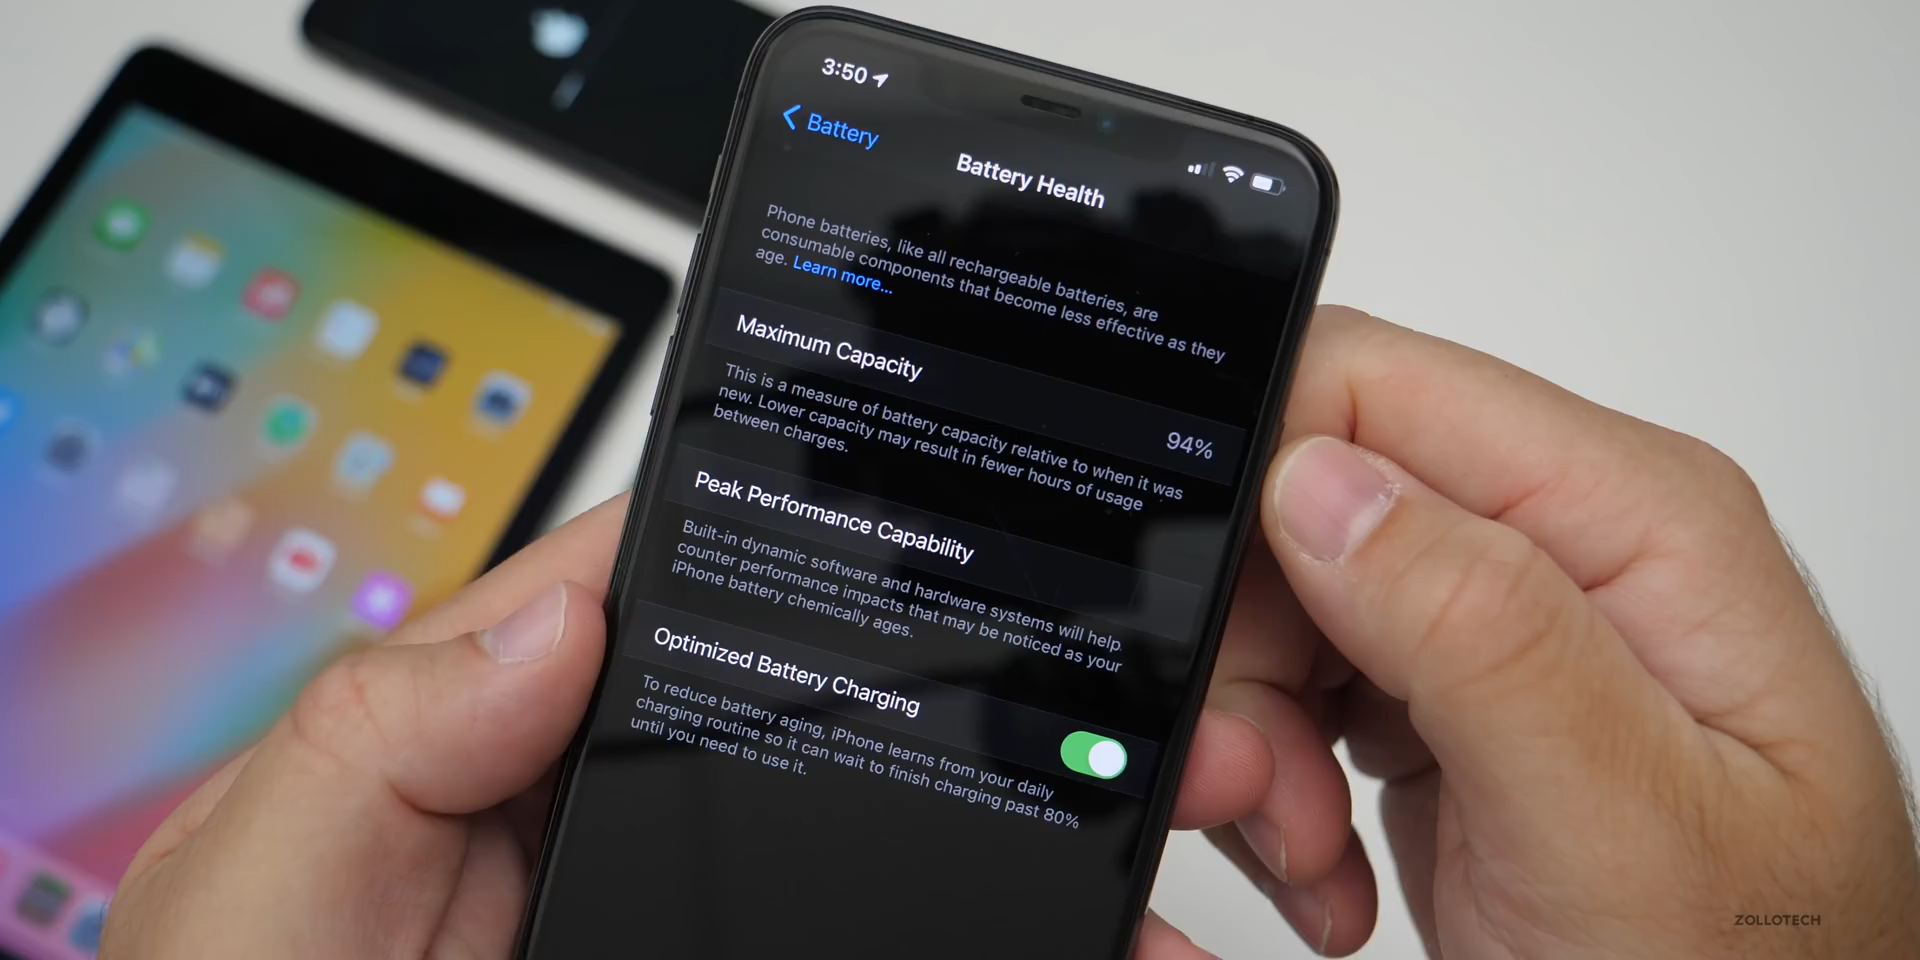 3:50
Battery
Battery Health
Phone batteries, like all rechargeable batteries, are
consumable components that become less effective as they
age. Learn more...
Maximum Capacity
94%
This is a measure of battery capacity relative to when it was
new. Lower capacity may result in fewer hours of usage
between charges.
Peak Performance Capability
Built-in dynamic software and hardware systems will help
counter performance impacts that may be noticed as your
iPhone battery chemically ages.
Optimized Battery Charging
To reduce battery aging, iPhone learns from your daily
charging routine so it can wait to finish charging past 80%
until you need to use it.
ZOLLOTECH